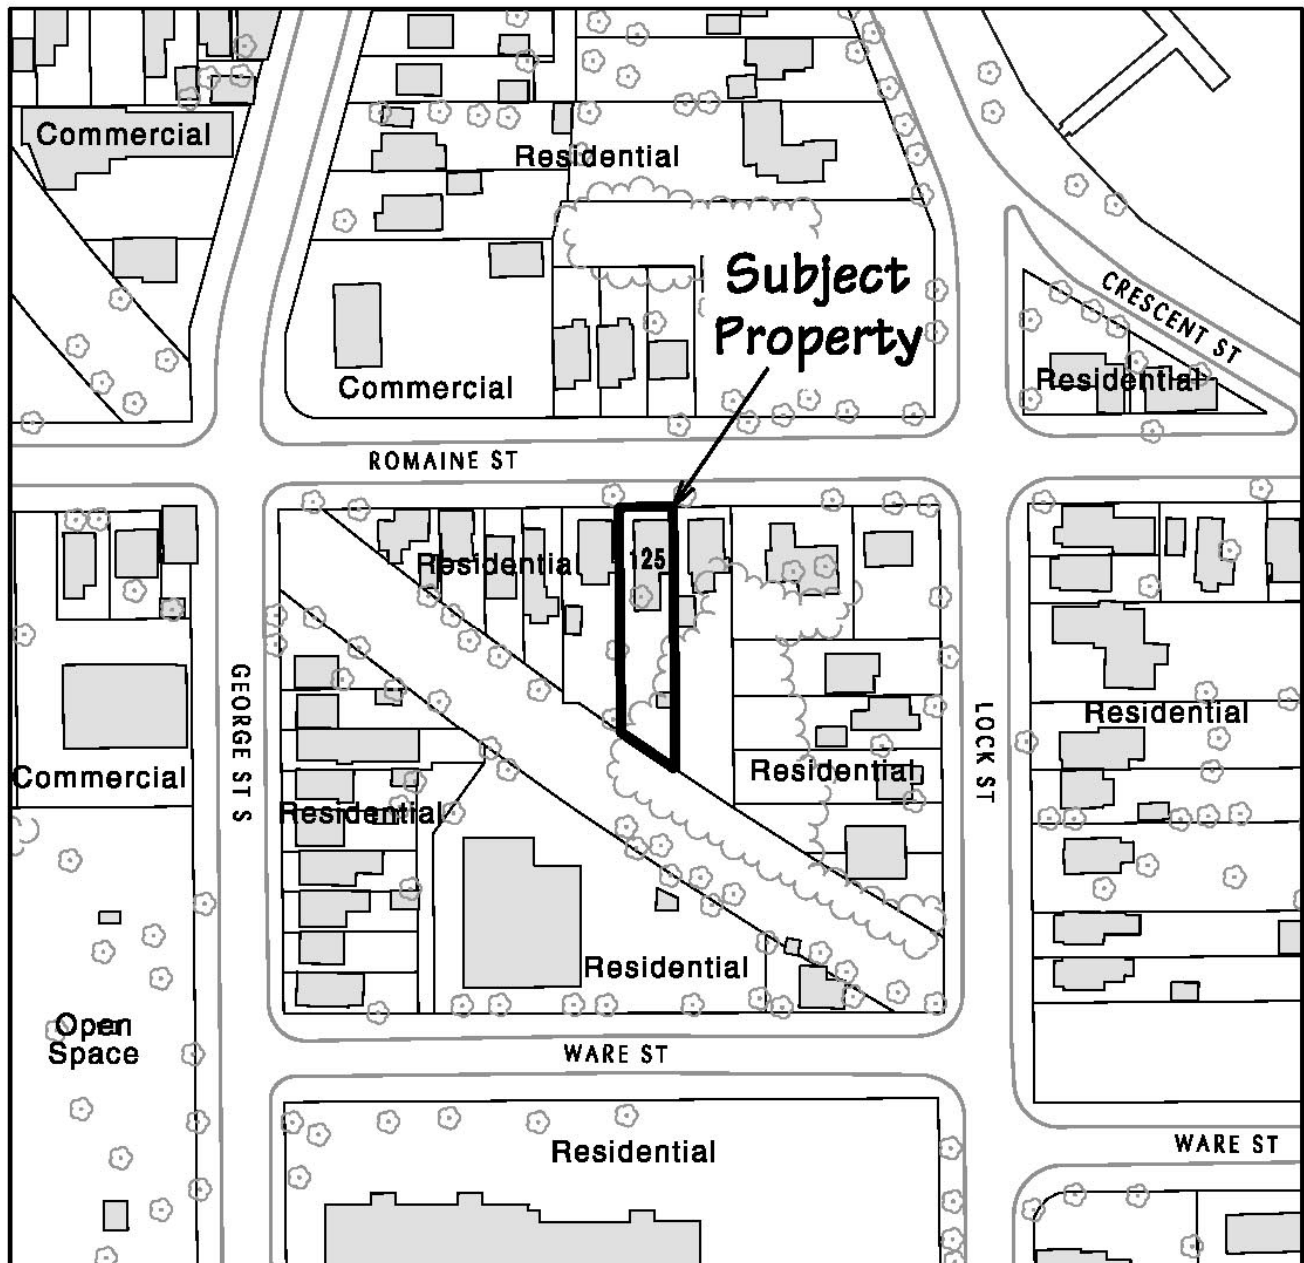 Commercial
Residential
Subject
Property
CRESCENT ST
Residential
Commercial
ROMAINE ST
125
Residential
GEORGE ST S
LOCK ST
Residential
Residential
Commercial
Residential
Residential
Open
Space
WARE ST
Residential
WARE ST